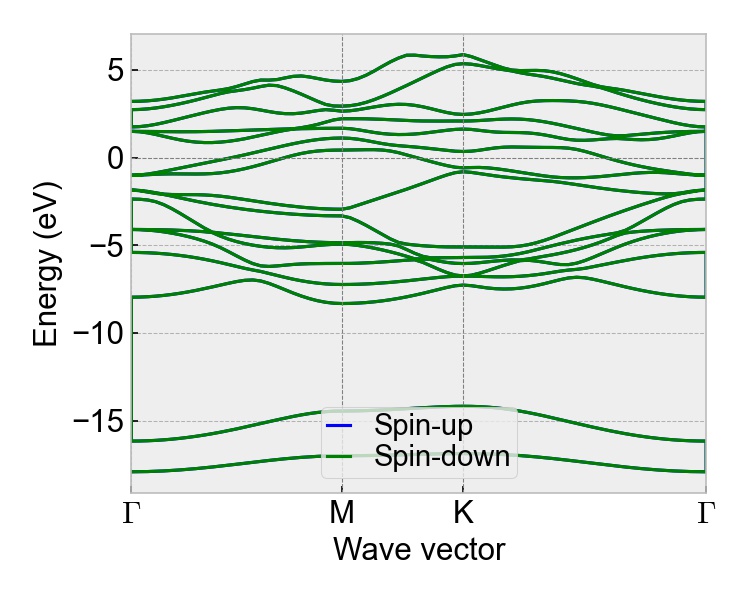 Energy (eV)
5
0
−5
−10
−15
Spin-up
Spin-down
Γ M K Γ
Wave vector